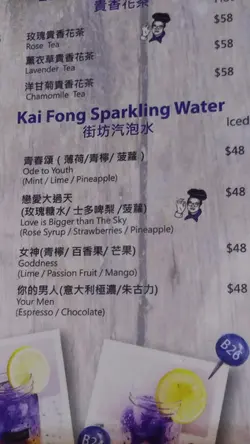 貴香花茶
$58
玫瑰貴香花茶
Rose Tea
$58
薰衣草貴香花茶
Lavender Tea
$58
洋甘菊貴香花茶
Chamomile Tea
Kai Fong Sparkling Water
街坊汽泡水
Iced
青春頌（薄荷/青檸/菠蘿）
$48
Ode to Youth
(Mint / Lime / Pineapple)
戀愛大過天
$48
(玫瑰糖水/士多啤梨/菠蘿)
Love is Bigger than The Sky
(Rose Syrup / Strawberries / Pineapple)
女神(青檸/百香果/芒果)
$48
Goddness
(Lime / Passion Fruit / Mango)
你的男人(意大利極濃/朱古力)
$48
Your Men
(Espresso / Chocolate)
B26